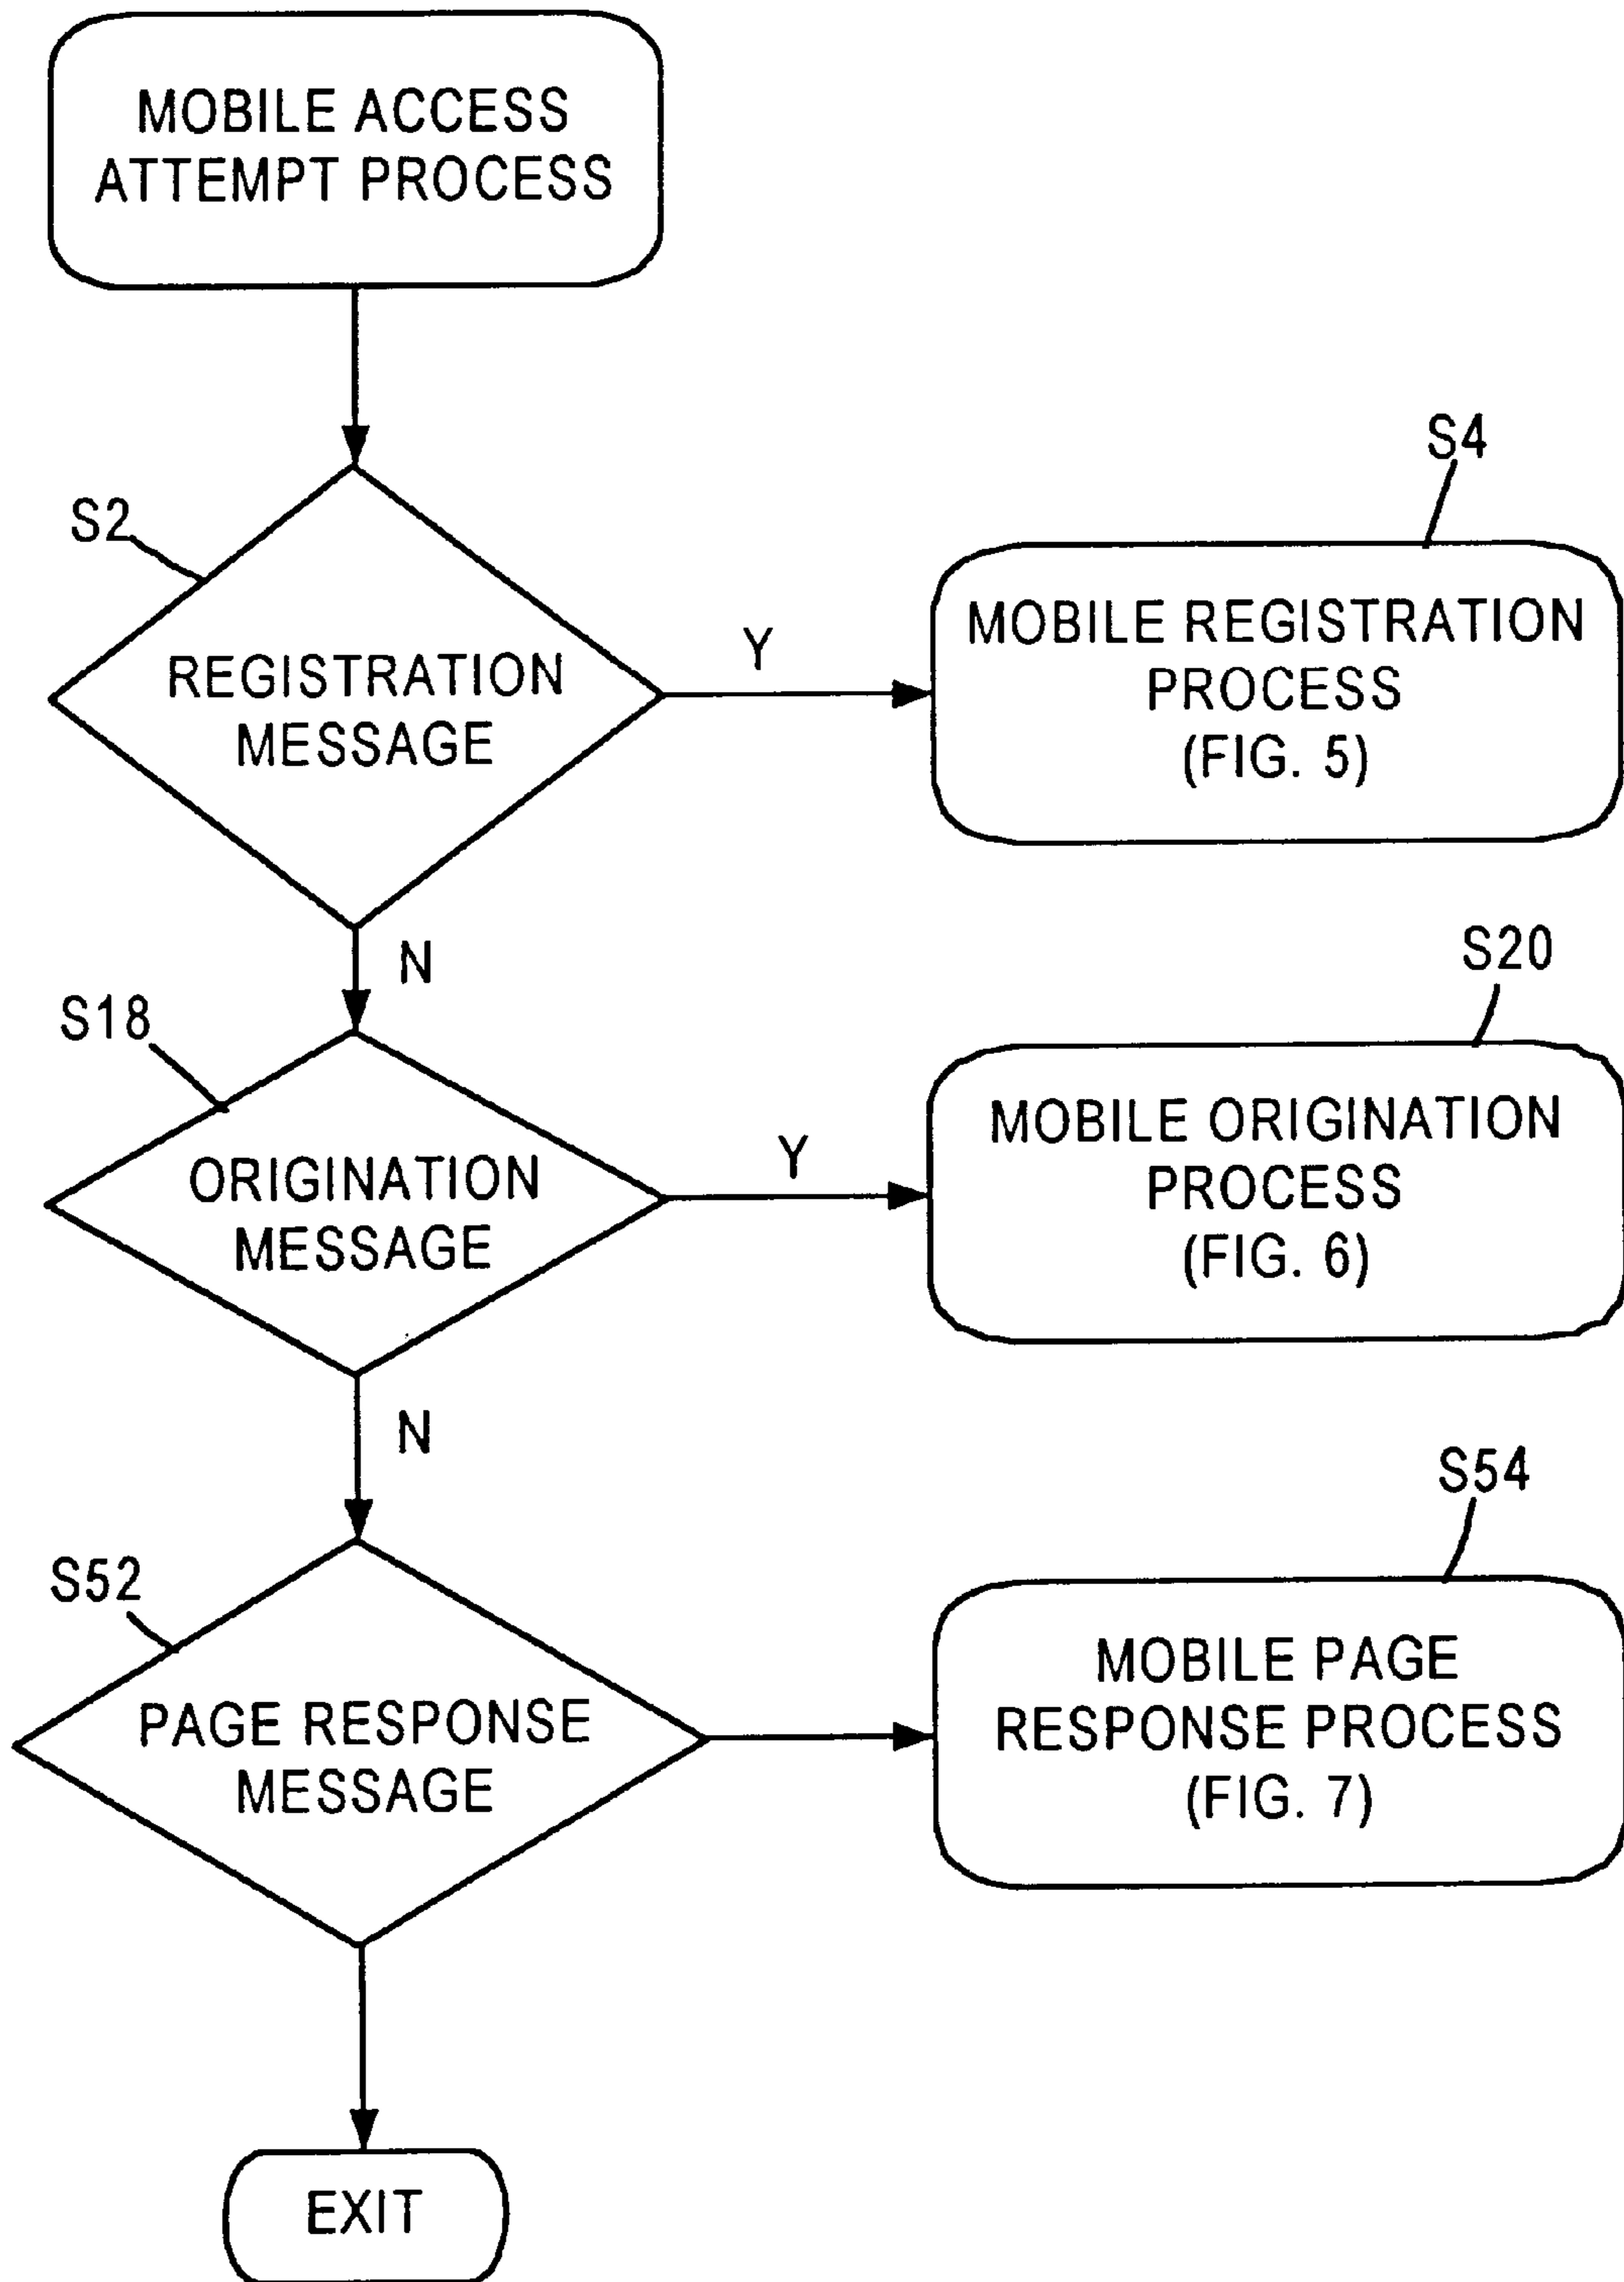 MOBILE ACCESS
ATTEMPT PROCESS
S2
REGISTRATION
MESSAGE
Y
S4
MOBILE REGISTRATION
PROCESS
(FIG. 5)
N
S18
ORIGINATION
MESSAGE
Y
S20
MOBILE ORIGINATION
PROCESS
(FIG. 6)
N
S52
PAGE RESPONSE
MESSAGE
S54
MOBILE PAGE
RESPONSE PROCESS
(FIG. 7)
EXIT